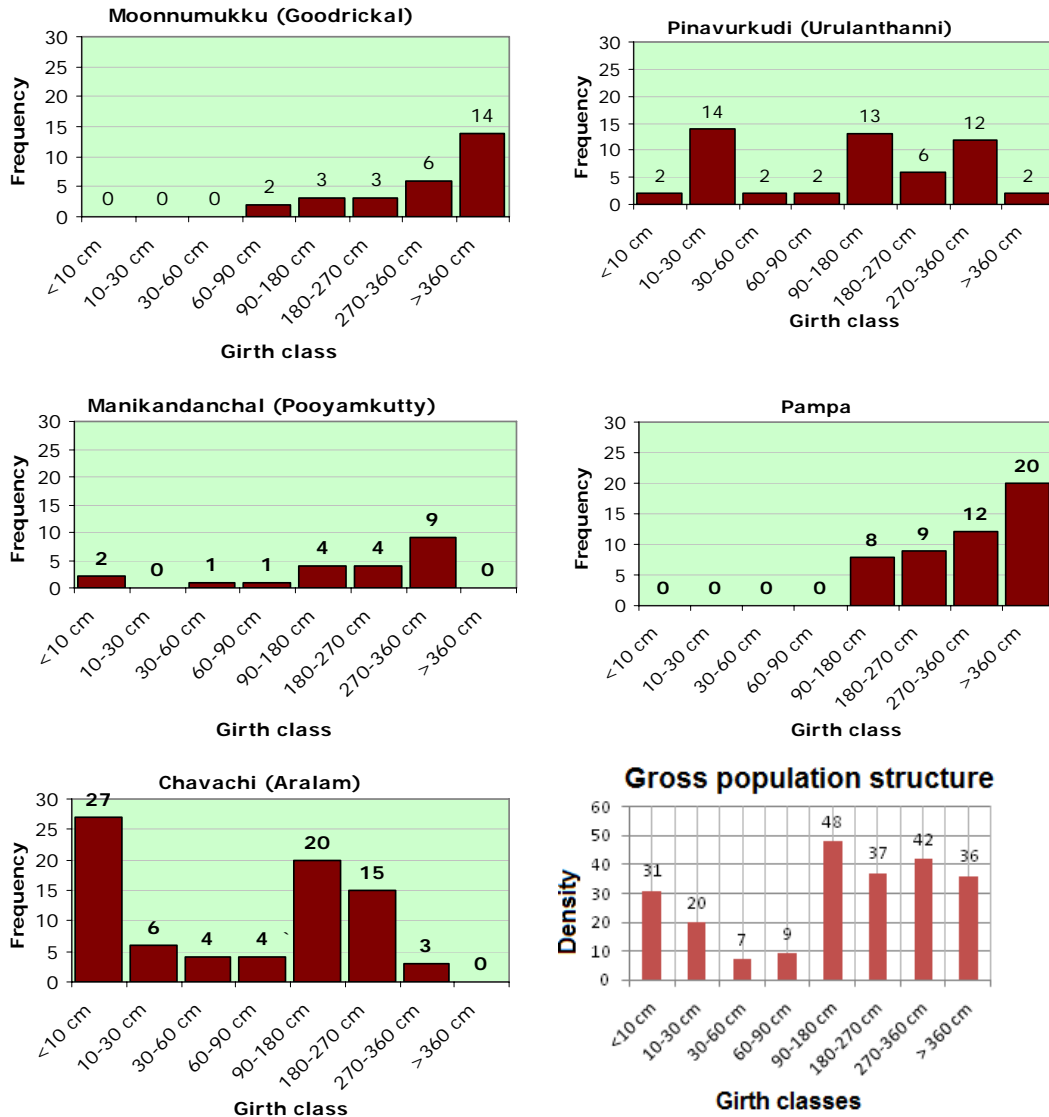 Moonnumukku (Goodrickal)
Frequency
30
25
20
15
10
5
0
0 0 0 2 3 3 6 14
<10 cm 10-30 cm 30-60 cm 60-90 cm 90-180 cm 180-270 cm 270-360 cm >360 cm
Girth class
Pinavurkudi (Urulanthanni)
Frequency
30
25
20
15
10
5
0
2 14 2 2 13 6 12 2
<10 cm 10-30 cm 30-60 cm 60-90 cm 90-180 cm 180-270 cm 270-360 cm >360 cm
Girth class
Manikandanchal (Pooyamkutty)
Frequency
30
25
20
15
10
5
0
2 0 1 1 4 4 9 0
<10 cm 10-30 cm 30-60 cm 60-90 cm 90-180 cm 180-270 cm 270-360 cm >360 cm
Girth class
Pampa
Frequency
30
25
20
15
10
5
0
0 0 0 0 8 9 12 20
<10 cm 10-30 cm 30-60 cm 60-90 cm 90-180 cm 180-270 cm 270-360 cm >360 cm
Girth class
Chavachi (Aralam)
Frequency
30
25
20
15
10
5
0
27 6 4 4 ` 20 15 3 0
<10 cm 10-30 cm 30-60 cm 60-90 cm 90-180 cm 180-270 cm 270-360 cm >360 cm
Girth class
Gross population structure
Density
60
50
40
30
20
10
0
31 20 7 9 48 37 42 36
<10 cm 10-30 cm 30-60 cm 60-90 cm 90-180 cm 180-270 cm 270-360 cm > 360 cm
Girth classes